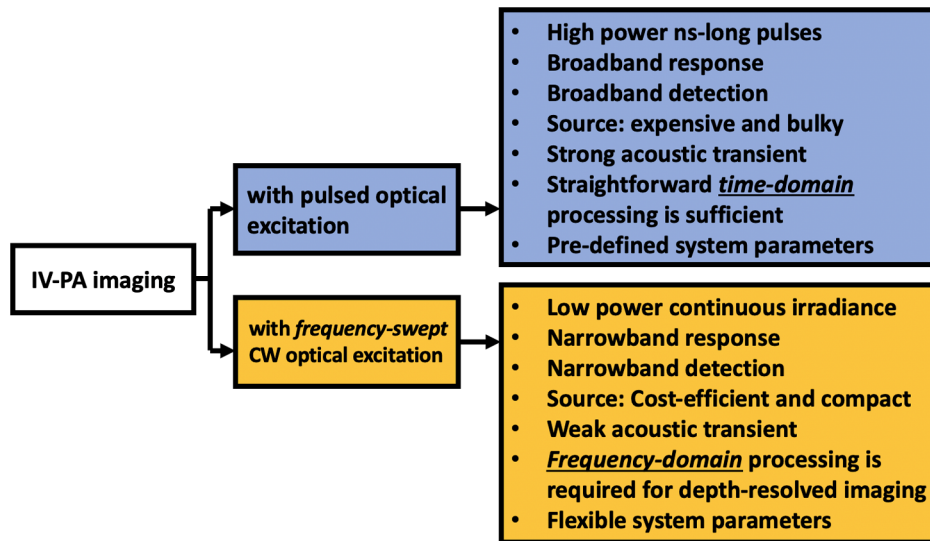 IV-PA imaging
with pulsed optical
excitation
• High power ns-long pulses
• Broadband response
• Broadband detection
• Source: expensive and bulky
• Strong acoustic transient
• Straightforward time-domain
processing is sufficient
• Pre-defined system parameters
with frequency-swept
CW optical excitation
• Low power continuous irradiance
• Narrowband response
• Narrowband detection
• Source: Cost-efficient and compact
• Weak acoustic transient
• Frequency-domain processing is
required for depth-resolved imaging
• Flexible system parameters